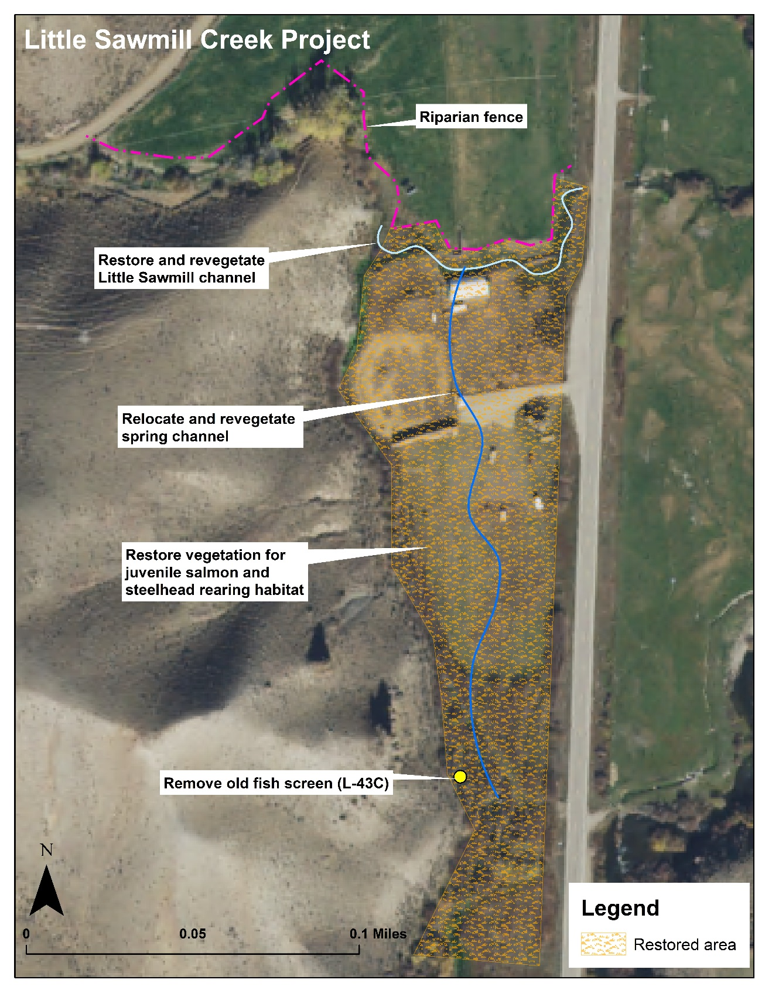 Little Sawmill Creek Project
Riparian fence
Restore and revegetate
Little Sawmill channel
Relocate and revegetate
spring channel
Restore vegetation for
juvenile salmon and
steelhead rearing habitat
Remove old fish screen (L-43C)
N
0 0.05 0.1 Miles
Legend
Restored area